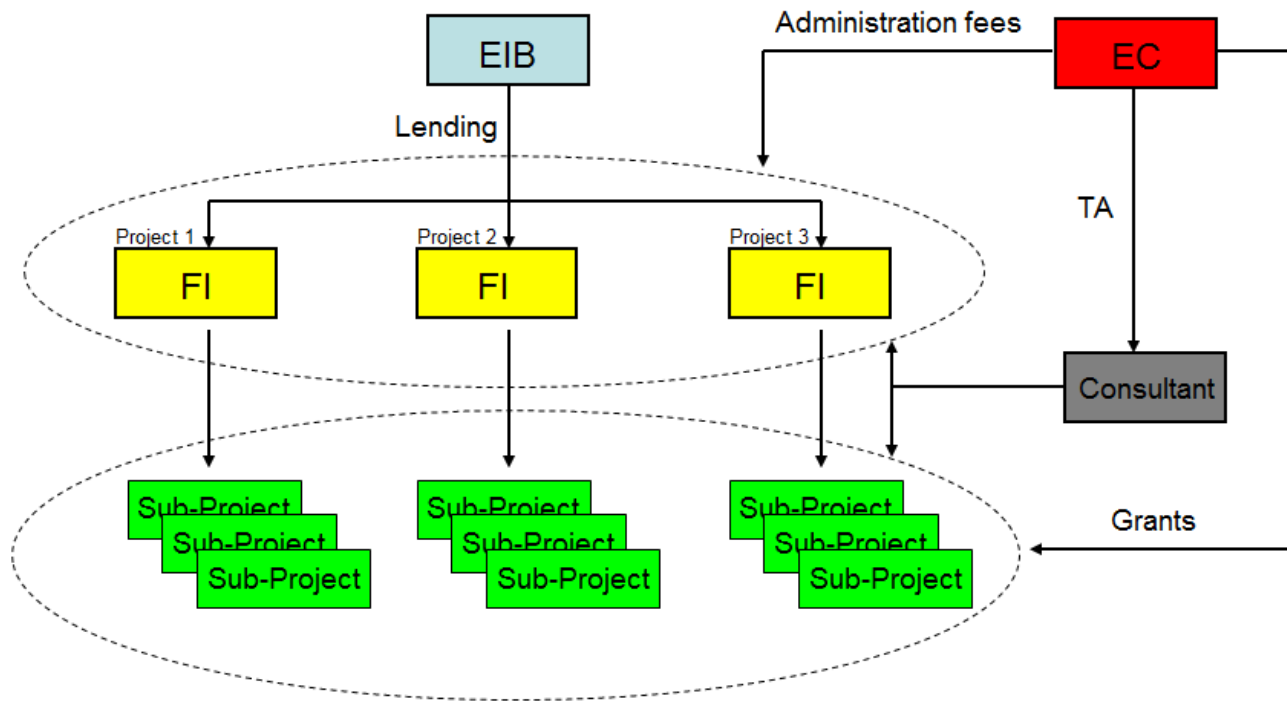 Administration fees
EIB
EC
Lending
TA
Project 1
Project 2
Project 3
FI
FI
FI
Consultant
Sub-Project
Sub-Project
Sub-Project
Sub-Project
Sub-Project
Sub-Project
Sub-Project
Sub-Project
Sub-Project
Grants